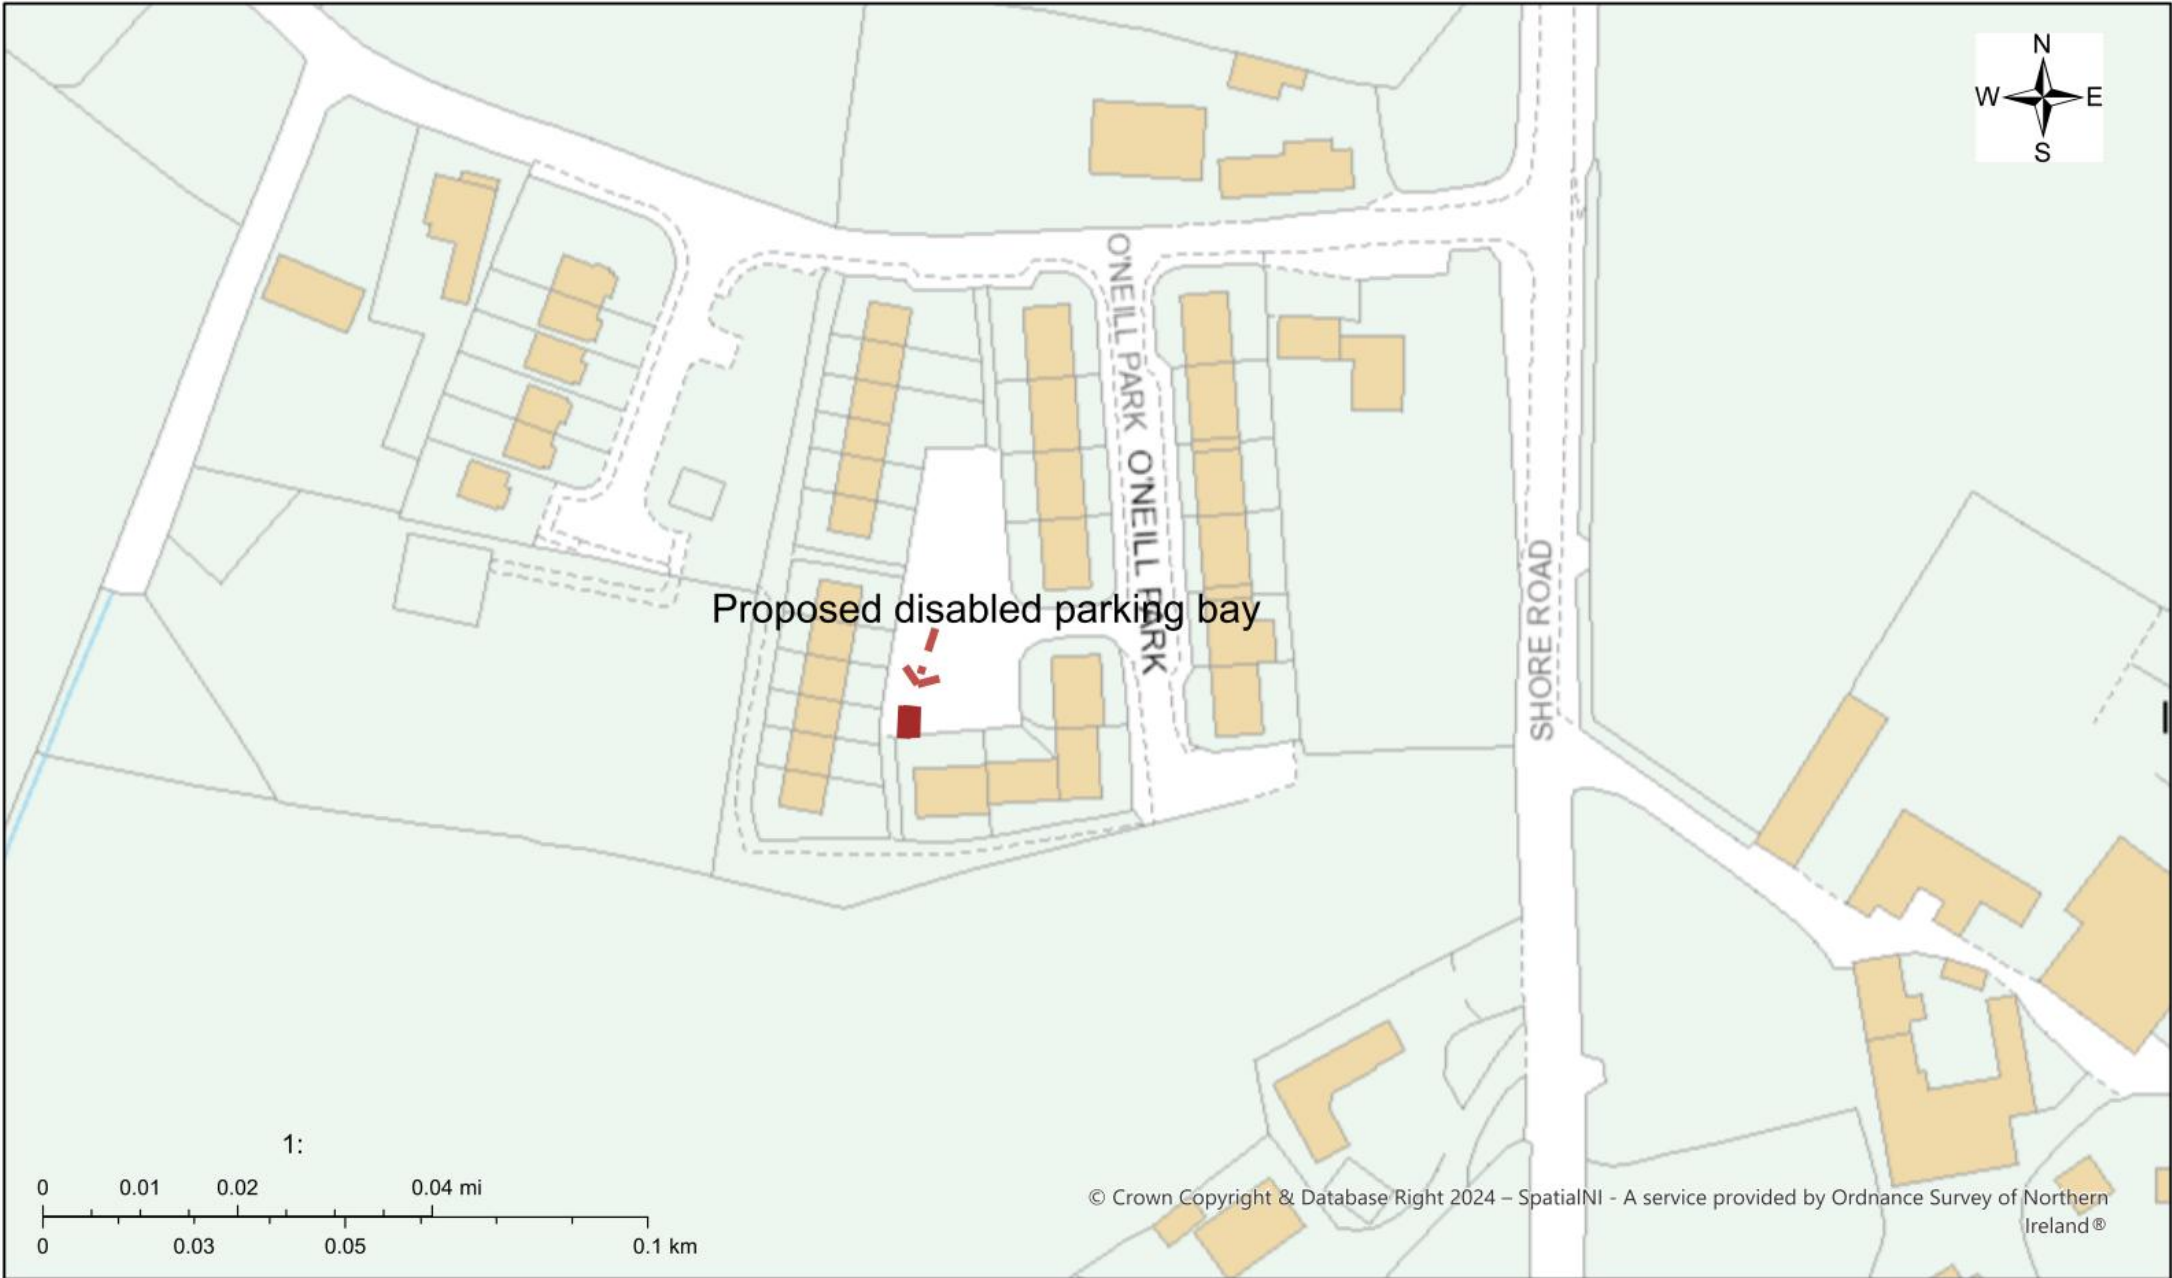 N
W E
S
O'NEILL PARK
O'NEILL PARK
SHORE ROAD
Proposed disabled parking bay
1:
0 0.01 0.02 0.04 mi
0 0.03 0.05 0.1 km
© Crown Copyright & Database Right 2024 – SpatialNI - A service provided by Ordnance Survey of Northern
Ireland®